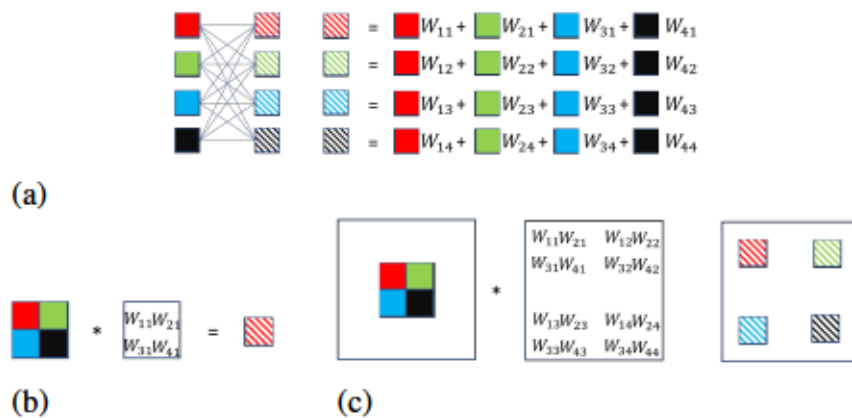 = W₁₁+ W₂₁+ W₃₁+ W₄₁
= W₁₂+ W₂₂+ W₃₂+ W₄₂
= W₁₃+ W₂₃+ W₃₃+ W₄₃
= W₁₄+ W₂₄+ W₃₄+ W₄₄
(a)
* W₁₁W₂₁ =
W₃₁W₄₁
(b)
* W₁₁W₂₁ W₁₂W₂₂
W₃₁W₄₁ W₃₂W₄₂
W₁₃W₂₃ W₁₄W₂₄
W₃₃W₄₃ W₃₄W₄₄
(c)